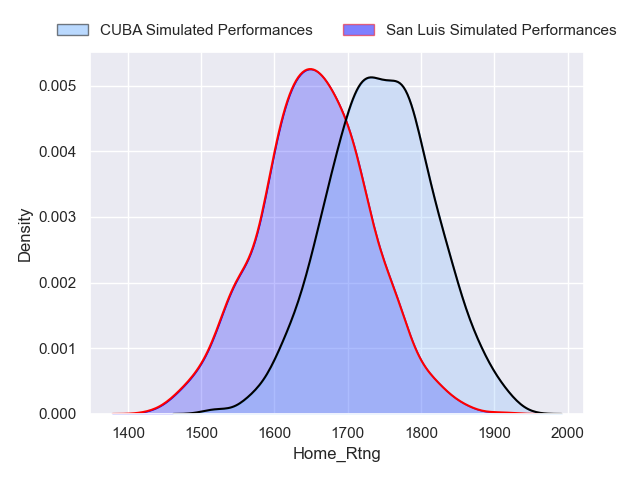 CUBA Simulated Performances San Luis Simulated Performances
0.005
0.004
0.003
0.002
0.001
0.000
Density
1400 1500 1600 1700 1800 1900 2000
Home_Rtng